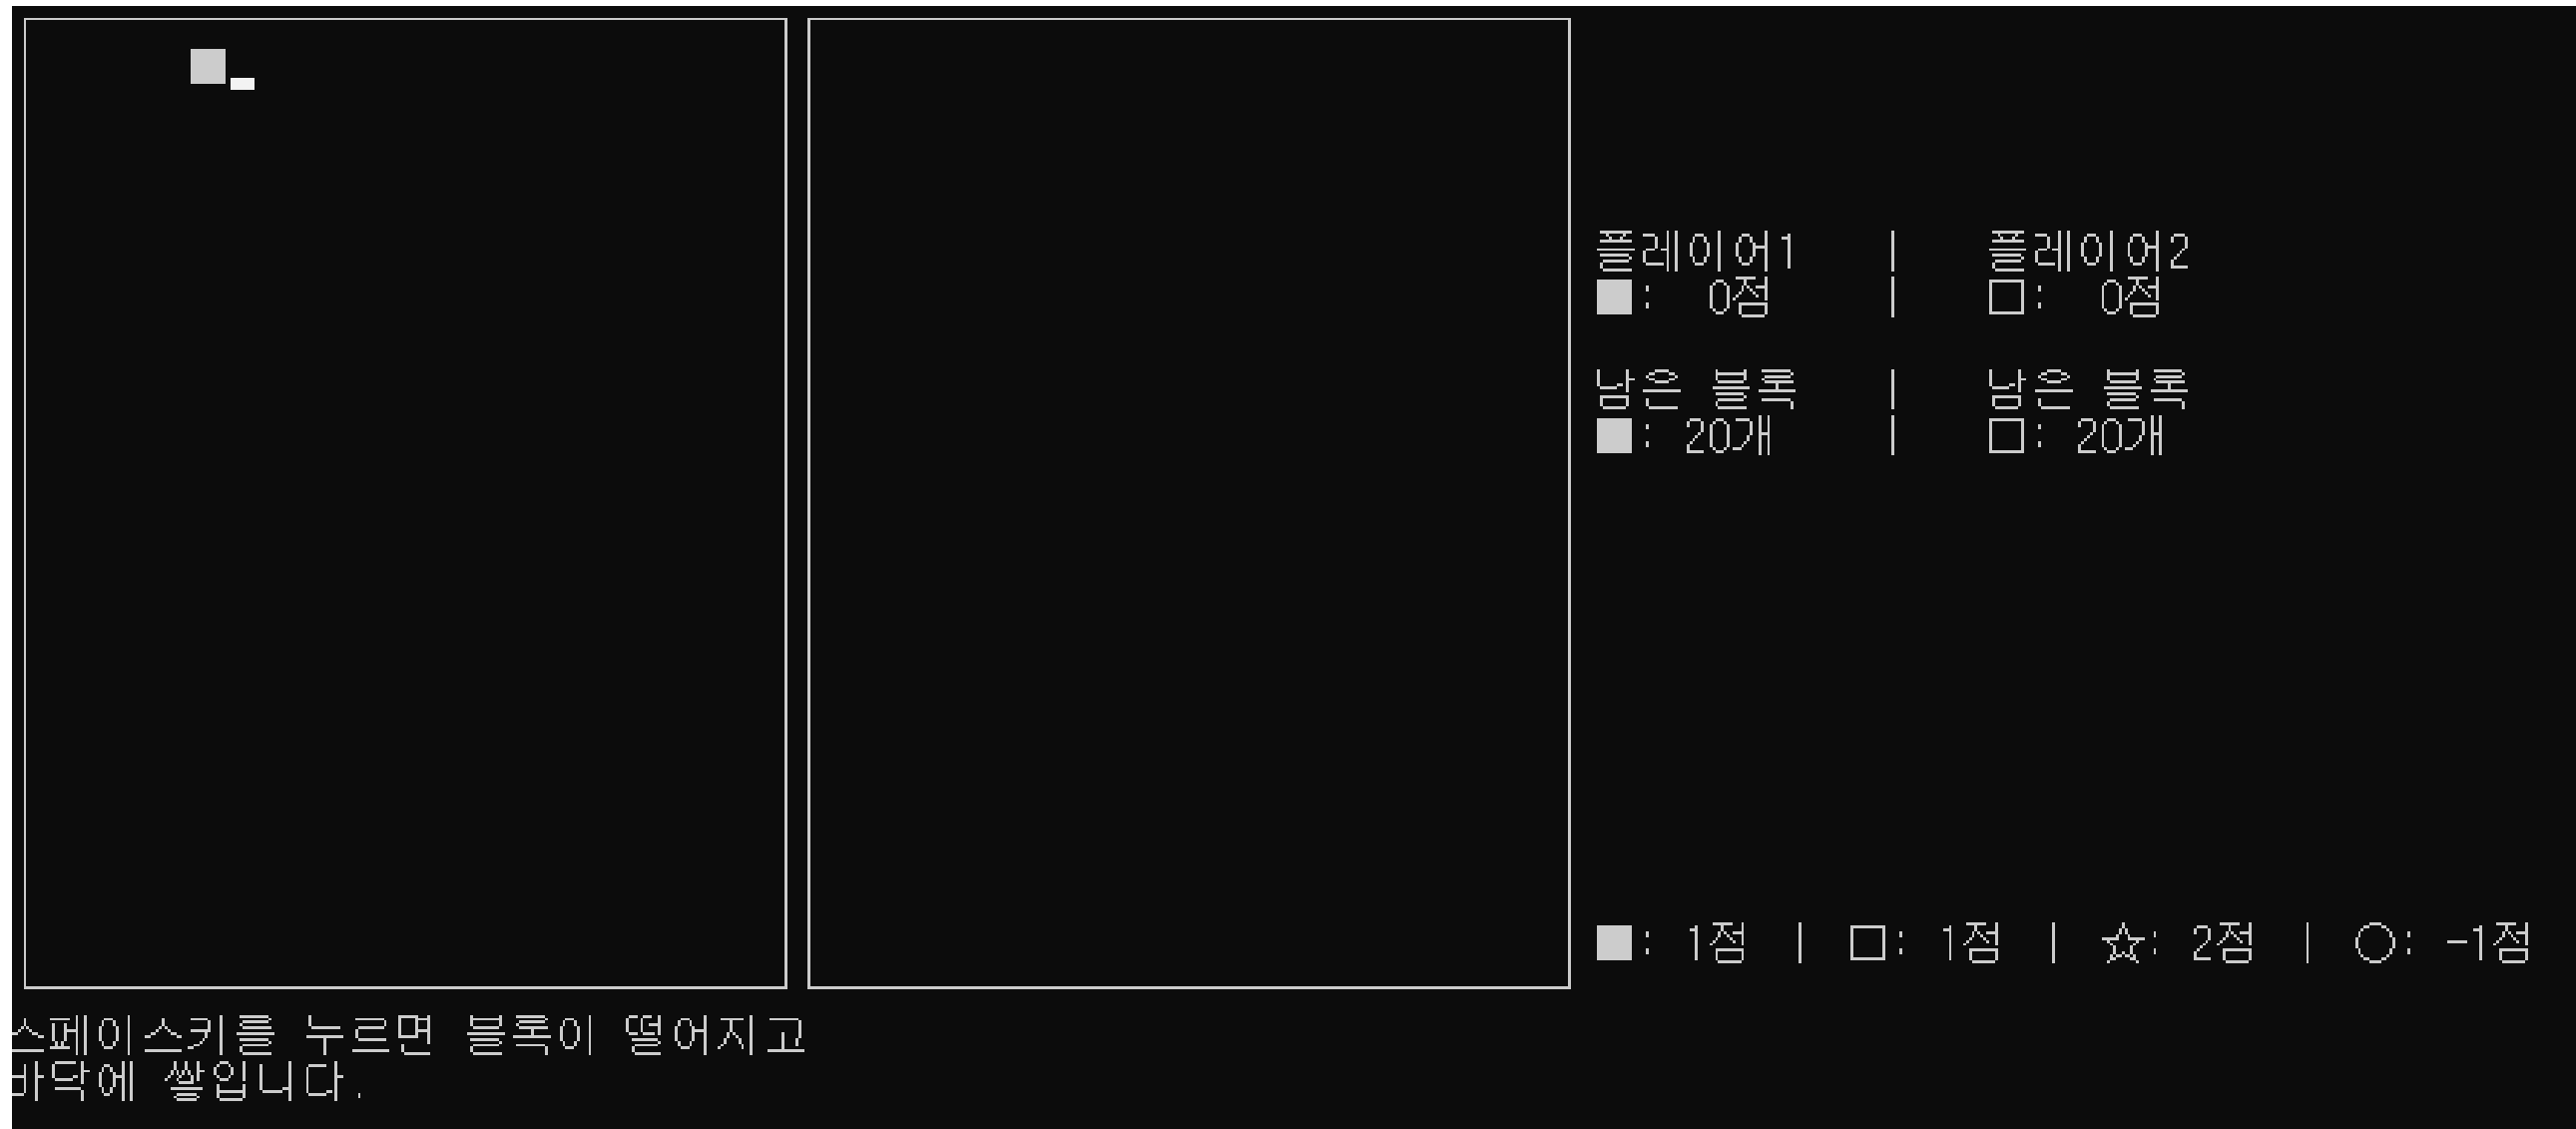 플레이어1 | 플레이어2
■: 0점 | □: 0점
남은 블록 | 남은 블록
■: 20개 | □: 20개
■: 1점 | □: 1점 | ☆: 2점 | ○: -1점
스페이스키를 누르면 블록이 떨어지고
바닥에 쌓입니다.